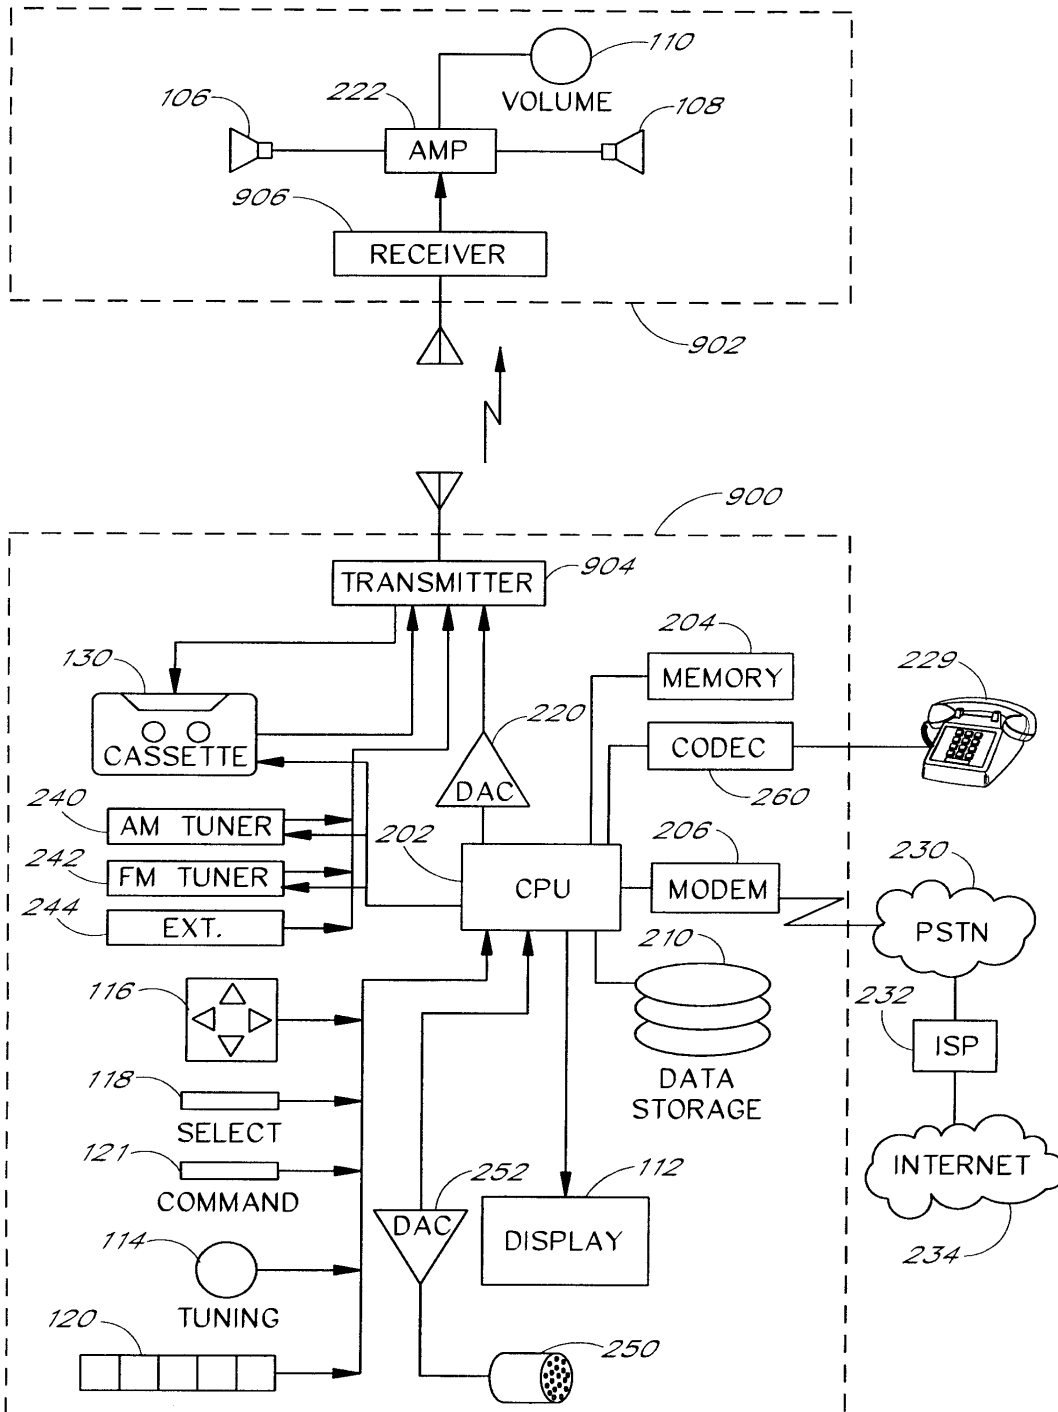 110
VOLUME
106
222
108
AMP
906
RECEIVER
902
900
TRANSMITTER
904
204
229
130
MEMORY
220
CODEC
CASSETTE
DAC
260
240
AM TUNER
202
206
230
242
FM TUNER
CPU
MODEM
244
EXT.
210
PSTN
116
232
ISP
118
DATA
STORAGE
SELECT
121
INTERNET
COMMAND
252
112
DAC
114
DISPLAY
234
TUNING
120
250